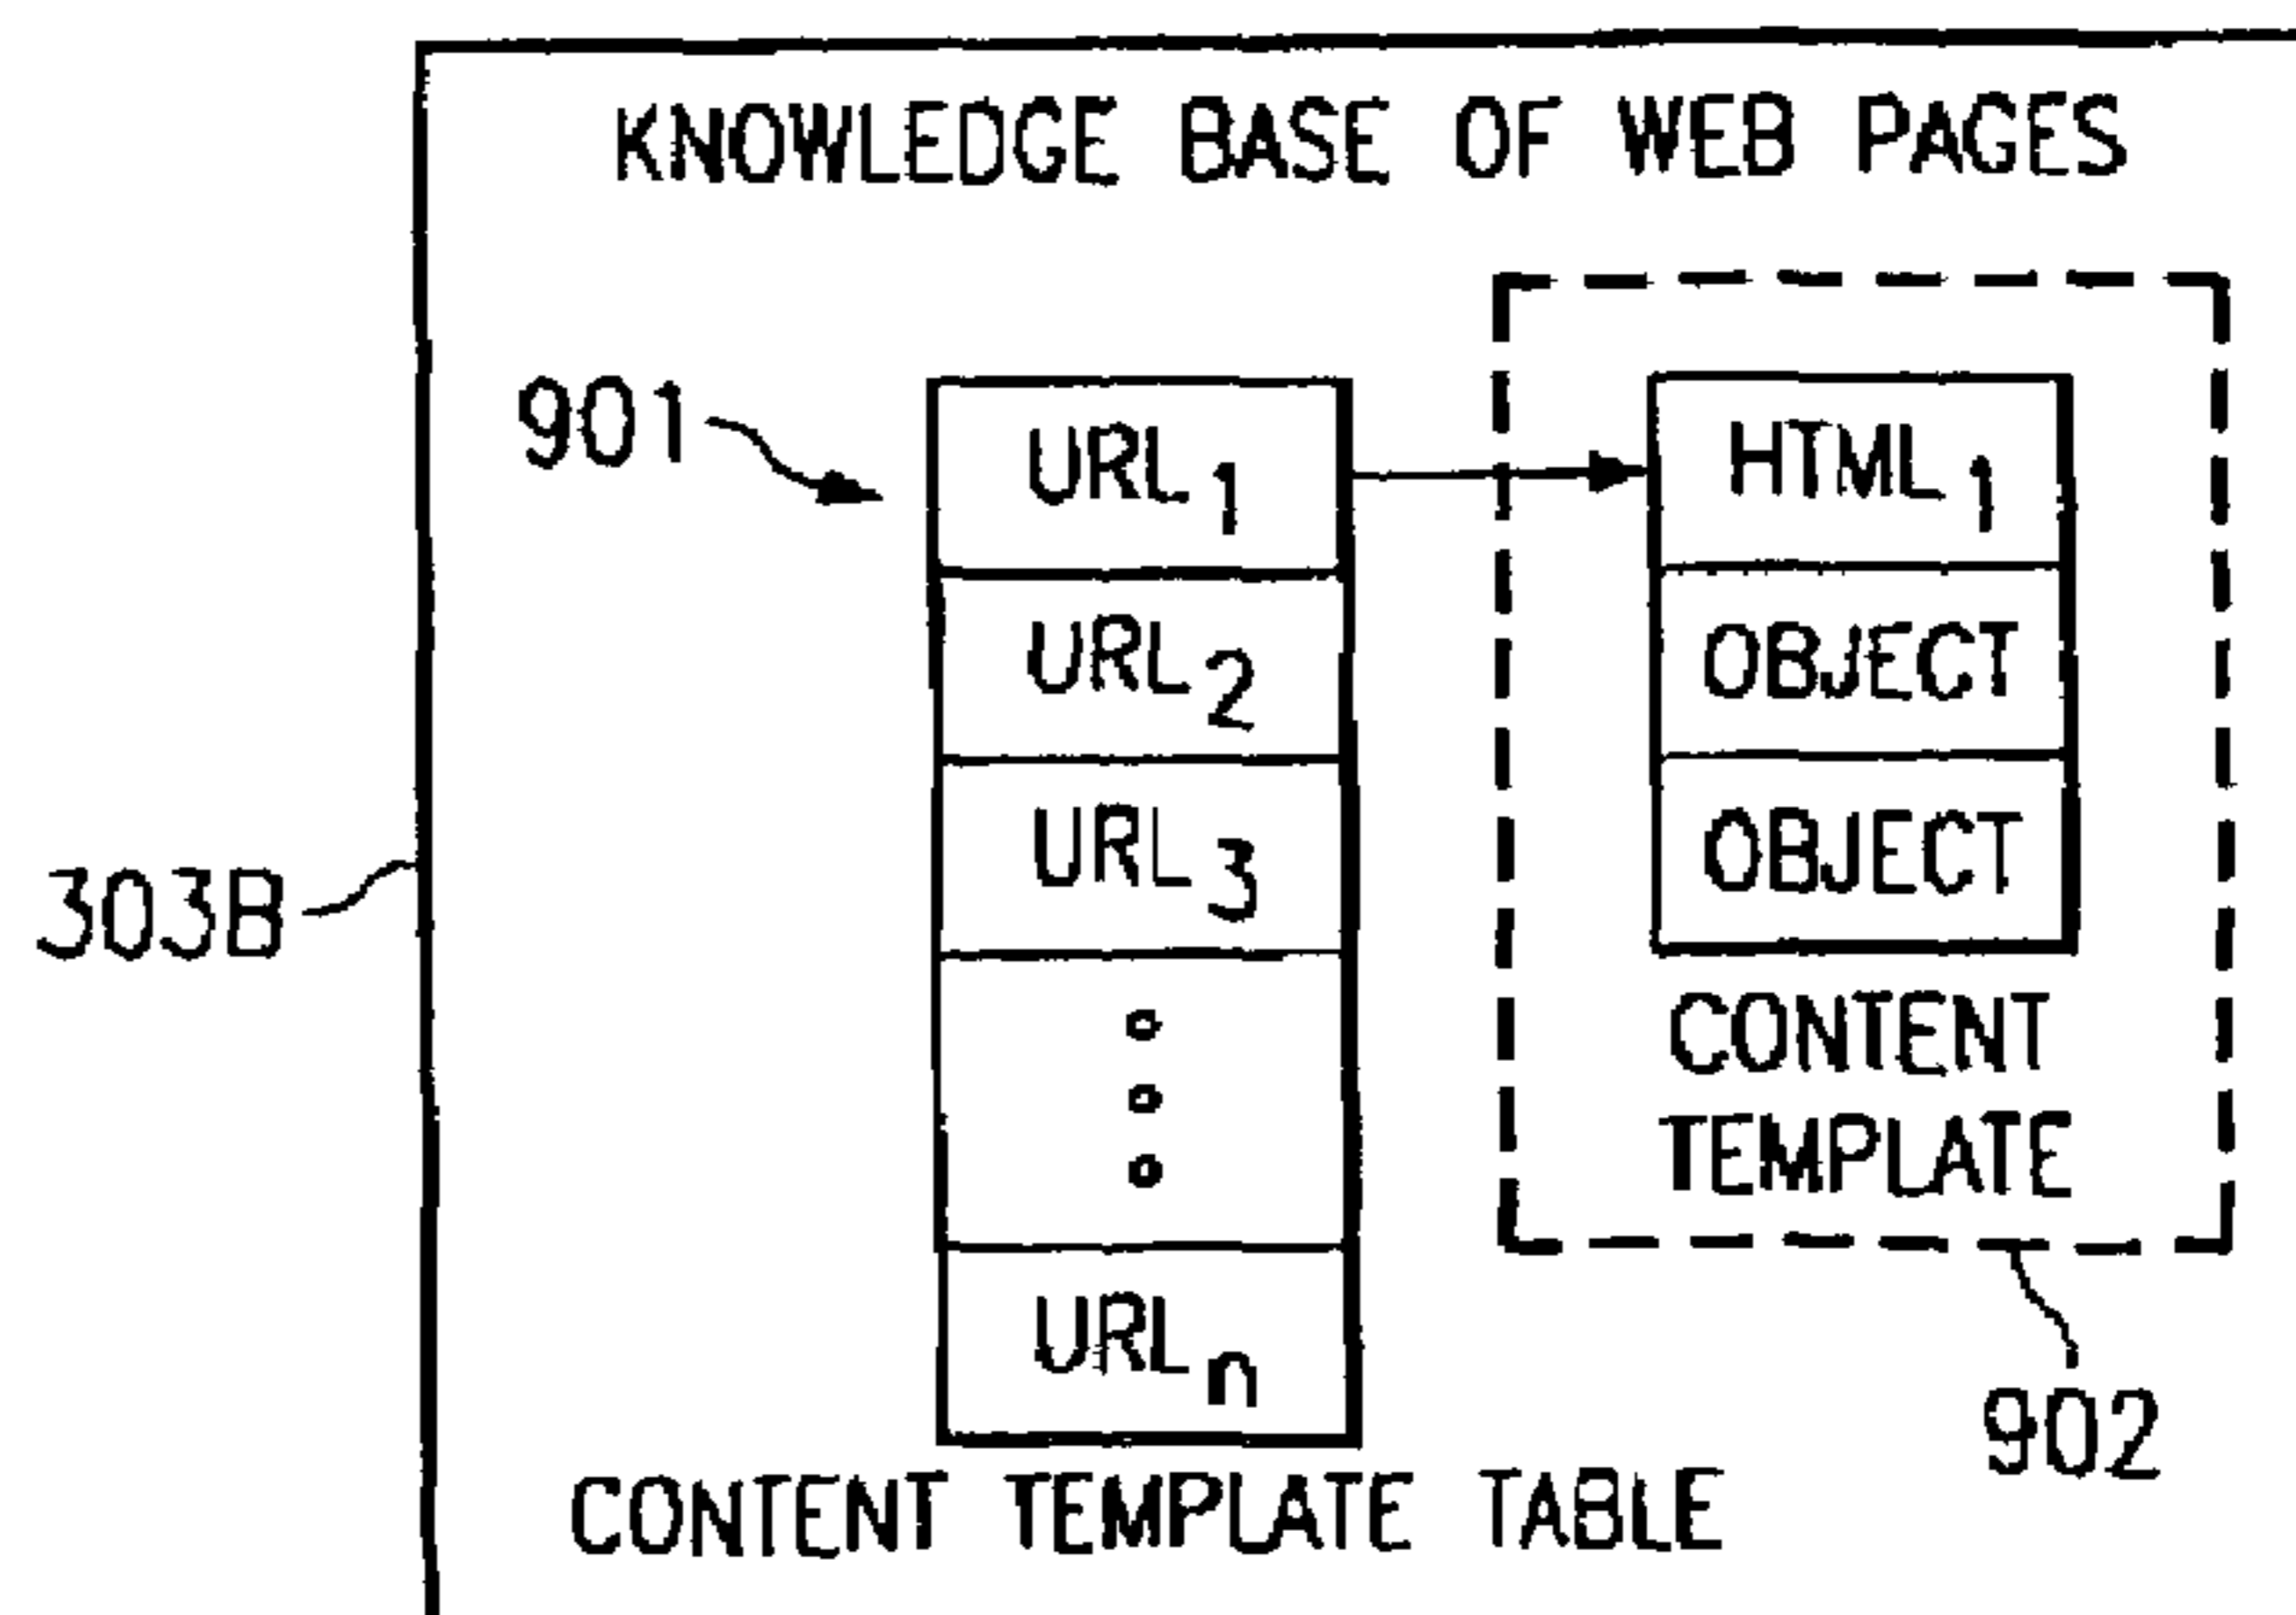 KNOWLEDGE BASE OF WEB PAGES
901
URL1
HTML1
URL2
OBJECT
URL3
OBJECT
303B
CONTENT
TEMPLATE
URLn
902
CONTENT TEMPLATE TABLE